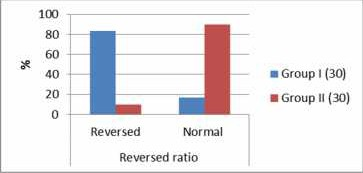 100
80
60
40
20
0
%
Reversed
Normal
Reversed ratio
Group I (30)
Group II (30)